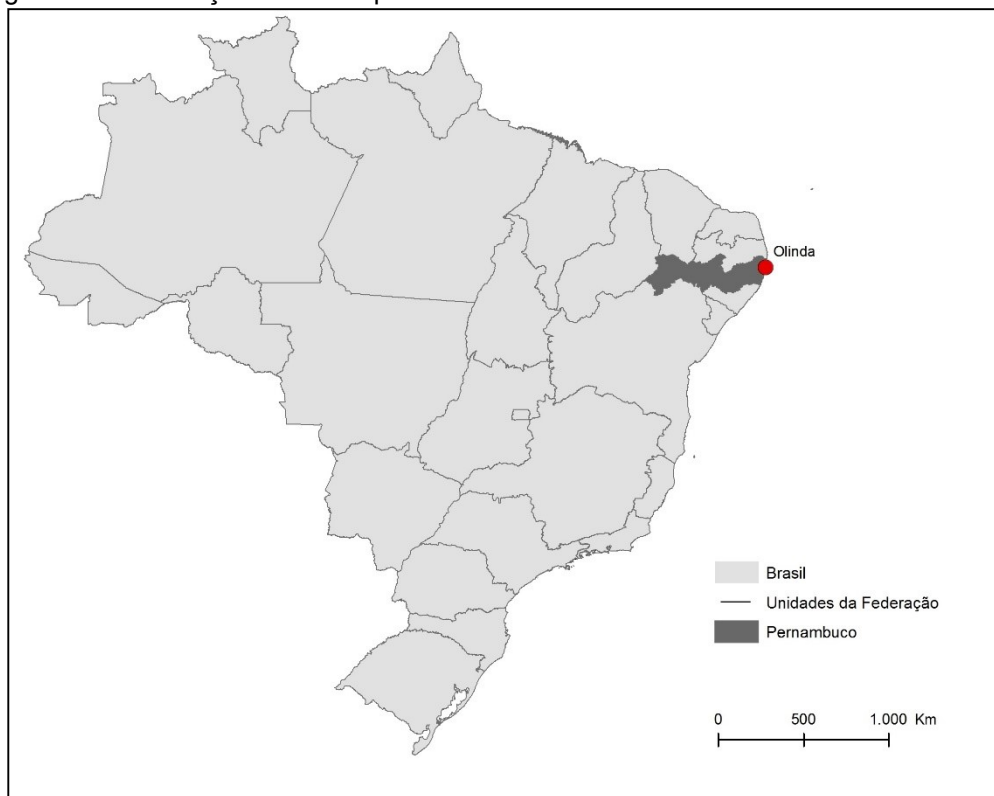 Olinda
Brasil
Unidades da Federação
Pernambuco
0 500 1.000 Km